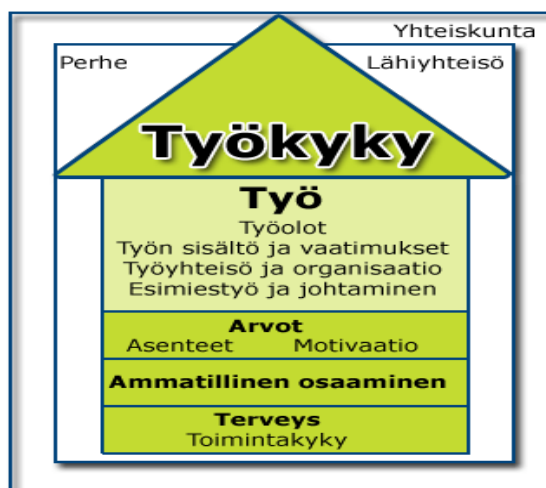 Yhteiskunta
Perhe Lähiyhteisö
Työkyky
Työ
Työolot
Työn sisältö ja vaatimukset
Työyhteisö ja organisaatio
Esimiestyö ja johtaminen
Arvot
Asenteet Motivaatio
Ammatillinen osaaminen
Terveys
Toimintakyky